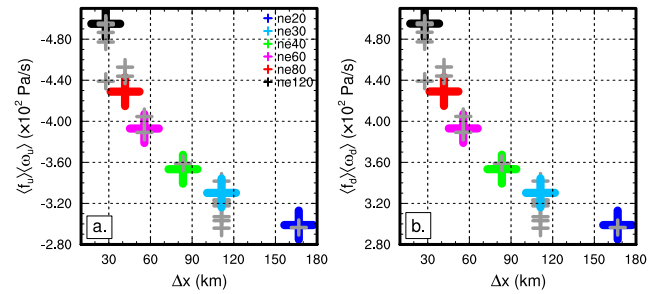 -4.80
-4.40
-4.00
-3.60
-3.20
-2.80
⟨f_u⟩⟨ω_u⟩ (×10² Pa/s)
30 60 90 120 150 180
Δx (km)
a.
ne20
ne30
ne40
ne60
ne80
ne120
4.80
4.40
4.00
3.60
3.20
2.80
⟨f_d⟩⟨ω_d⟩ (×10² Pa/s)
30 60 90 120 150 180
Δx (km)
b.